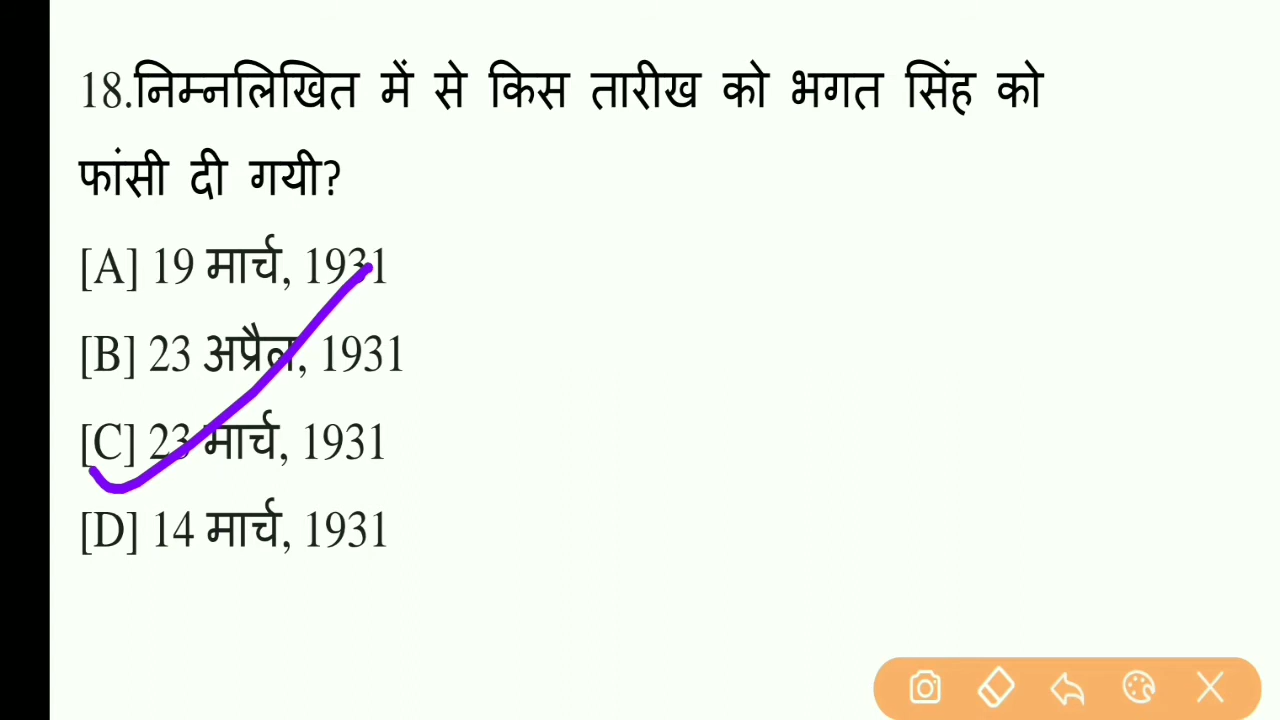 18.निम्नलिखित में से किस तारीख को भगत सिंह को
फांसी दी गयी?
[A] 19 मार्च, 1931
[B] 23 अप्रैल, 1931
[C] 23 मार्च, 1931
[D] 14 मार्च, 1931